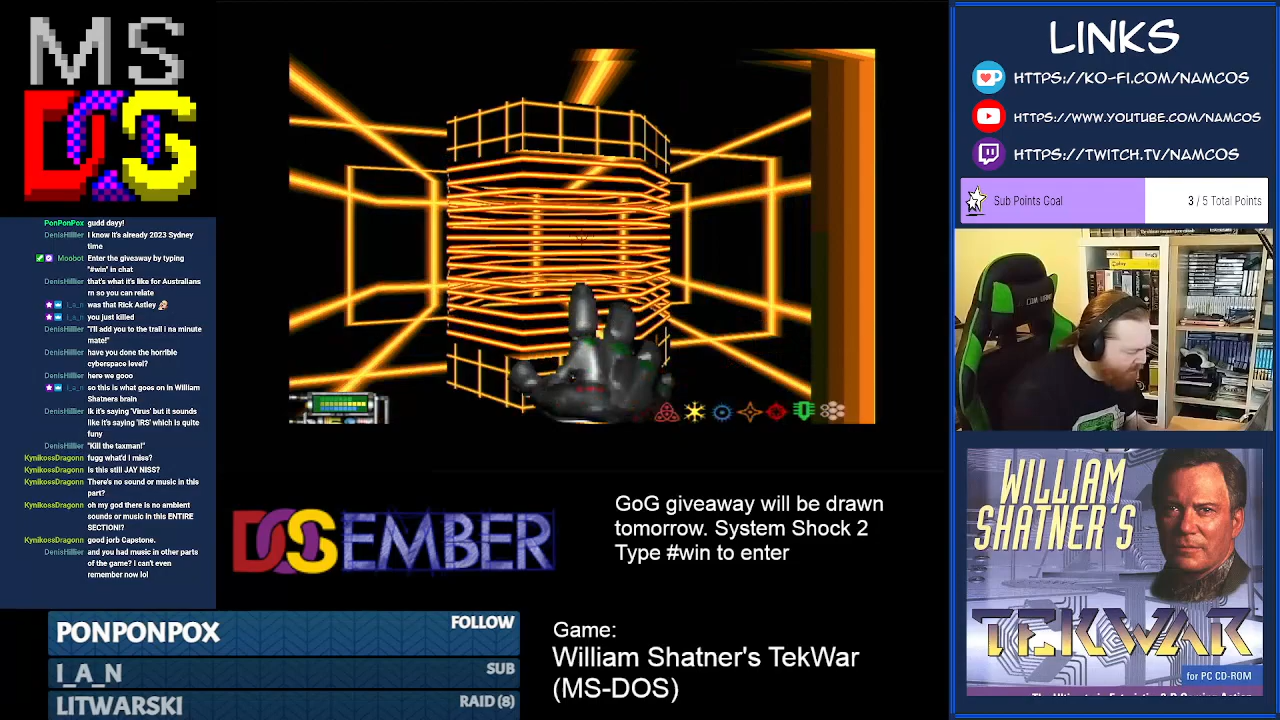 MS
DOS
PonPonPox gudd dayy!
DenisHillier I know it's already 2023 Sydney
time
Moobot Enter the giveaway by typing
"#win" in chat
DenisHillier that's what it's like for Australians
rn so you can relate
I_a_n was that Rick Astley
I_a_n you just killed
DenisHillier "I'll add you to the trall i na minute
mate!"
DenisHillier have you done the horrible
cyberspace level?
DenisHillier here we gooo
I_a_n so this is what goes on in William
Shatners brain
DenisHillier Ik it's saying 'Virus' but it sounds
like it's saying 'IRS' which is quite
funy
DenisHillier "Kill the taxman!"
KynikossDragonn fugg what'd I miss?
KynikossDragonn Is this still JAY NISS?
KynikossDragonn There's no sound or music in this
part?
KynikossDragonn oh my god there is no ambient
sounds or music in this ENTIRE
SECTION!?
KynikossDragonn good jorb Capstone.
DenisHillier and you had music in other parts
of the game? I can't even
remember now lol
DOSEMBER
GoG giveaway will be drawn
tomorrow. System Shock 2
Type #win to enter
PONPONPOX FOLLOW
I_A_N SUB
LITWARSKI RAID (8)
Game:
William Shatner's TekWar
(MS-DOS)
LINKS
HTTPS://KO-FI.COM/NAMCOS
HTTPS://WWW.YOUTUBE.COM/NAMCOS
HTTPS://TWITCH.TV/NAMCOS
Sub Points Goal 3 / 5 Total Points
WILLIAM
SHATNER'S
TEKWAR
for PC CD-ROM